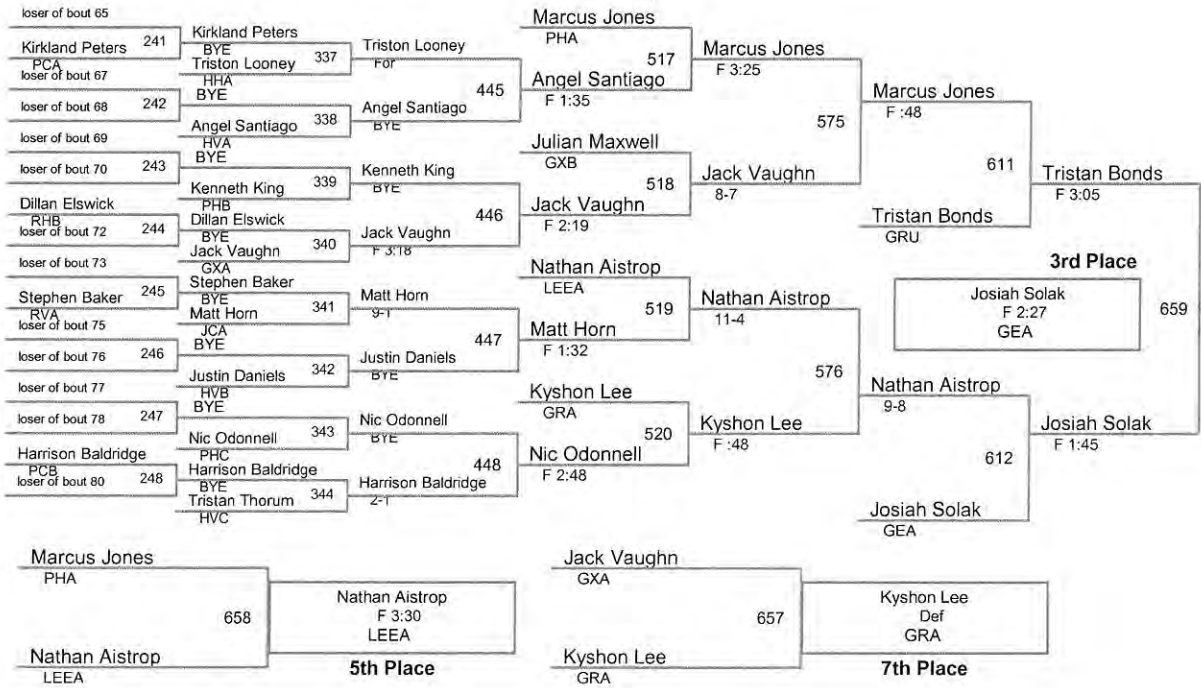 loser of bout 65
241
Kirkland Peters
PCA
loser of bout 67
loser of bout 68
242
loser of bout 69
loser of bout 70
243
Dillan Elswick
RHB
loser of bout 72
244
loser of bout 73
245
Stephen Baker
RVA
loser of bout 75
loser of bout 76
246
loser of bout 77
loser of bout 78
247
Harrison Baldridge
PCB
loser of bout 80
248
Kirkland Peters
BYE
337
Triston Looney
HHA
BYE
338
Angel Santiago
HVA
BYE
339
Kenneth King
PHB
Dillan Elswick
BYE
340
Jack Vaughn
GXA
Stephen Baker
BYE
341
Matt Horn
JCA
BYE
342
Justin Daniels
HVB
BYE
343
Nic Odonnell
PHC
Harrison Baldridge
BYE
344
Tristan Thorum
HVC
Triston Looney
For
445
Angel Santiago
BYE
Kenneth King
BYE
446
Jack Vaughn
F 3:18
Matt Horn
9-1
447
Justin Daniels
BYE
Nic Odonnell
BYE
448
Harrison Baldridge
2-1
Marcus Jones
PHA
517
Angel Santiago
F 1:35
Julian Maxwell
GXB
518
Jack Vaughn
F 2:19
Nathan Aistrop
LEEA
519
Matt Horn
F 1:32
Kyshon Lee
GRA
520
Nic Odonnell
F 2:48
Marcus Jones
F 3:25
575
Jack Vaughn
8-7
Nathan Aistrop
11-4
576
Kyshon Lee
F :48
Marcus Jones
F :48
611
Tristan Bonds
GRU
Nathan Aistrop
9-8
612
Josiah Solak
GEA
Tristan Bonds
F 3:05
659
Josiah Solak
F 1:45
3rd Place
Josiah Solak
F 2:27
GEA
Marcus Jones
PHA
658
Nathan Aistrop
LEEA
Nathan Aistrop
F 3:30
LEEA
5th Place
Jack Vaughn
GXA
657
Kyshon Lee
GRA
Kyshon Lee
Def
GRA
7th Place